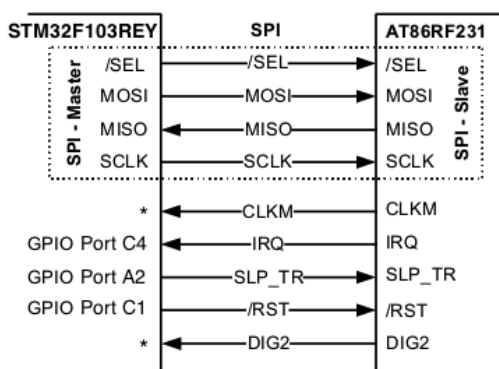 STM32F103REY SPI AT86RF231
SPI - Master
SPI - Slave
/SEL /SEL /SEL
MOSI MOSI MOSI
MISO MISO MISO
SCLK SCLK SCLK
* CLKM CLKM
GPIO Port C4 IRQ IRQ
GPIO Port A2 SLP_TR SLP_TR
GPIO Port C1 /RST /RST
* DIG2 DIG2